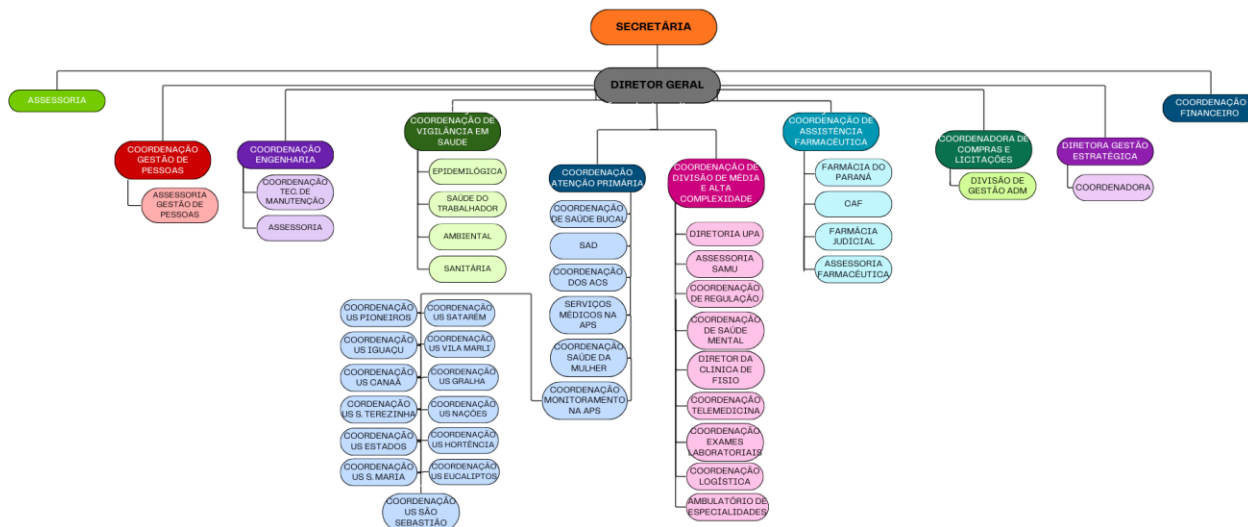 SECRETÁRIA
DIRETOR GERAL
ASSESSORIA
COORDENAÇÃO
FINANCEIRO
COORDENAÇÃO
GESTÃO DE
PESSOAS
ASSESSORIA
GESTÃO DE
PESSOAS
COORDENAÇÃO
ENGENHARIA
COORDENAÇÃO
TEC. DE
MANUTENÇÃO
ASSESSORIA
COORDENAÇÃO DE
VIGILÂNCIA EM
SAUDE
EPIDEMILÓGICA
SAÚDE DO
TRABALHADOR
AMBIENTAL
SANITÁRIA
COORDENAÇÃO
ATENÇÃO PRIMÁRIA
COORDENAÇÃO
DE SAÚDE BUCAL
SAD
COORDENAÇÃO
DOS ACS
SERVIÇOS
MÉDICOS NA
APS
COORDENAÇÃO
SAÚDE DA
MULHER
COORDENAÇÃO
MONITORAMENTO
NA APS
COORDENAÇÃO
US PIONEIROS
COORDENAÇÃO
US SATARÉM
COORDENAÇÃO
US IGUAÇU
COORDENAÇÃO
US VILA MARLI
COORDENAÇÃO
US CANAÃ
COORDENAÇÃO
US GRALHA
CORDENAÇÃO
US S. TEREZINHA
COORDENAÇÃO
US NAÇÕES
COORDENAÇÃO
US ESTADOS
COORDENAÇÃO
US HORTÊNCIA
COORDENAÇÃO
US S. MARIA
COORDENAÇÃO
US EUCALIPTOS
COORDENAÇÃO
US SÃO
SEBASTIÃO
COORDENAÇÃO DE
DIVISÃO DE MÉDIA
E ALTA
COMPLEXIDADE
DIRETORIA UPA
ASSESSORIA
SAMU
COORDENAÇÃO
DE REGULAÇÃO
COORDENAÇÃO
DE SAÚDE
MENTAL
DIRETOR DA
CLINICA DE
FISIO
COORDENAÇÃO
TELEMEDICINA
COORDENAÇÃO
EXAMES
LABORATORIAIS
COORDENAÇÃO
LOGÍSTICA
AMBULATÓRIO DE
ESPECIALIDADES
COORDENAÇÃO DE
ASSISTÊNCIA
FARMACÊUTICA
FARMÁCIA DO
PARANÁ
CAF
FARMÁCIA
JUDICIAL
ASSESSORIA
FARMACÊUTICA
COORDENADORA
DE COMPRAS E
LICITAÇÕES
DIVISÃO DE
GESTÃO ADM
DIRETORA GESTÃO
ESTRATÉGICA
COORDENADORA